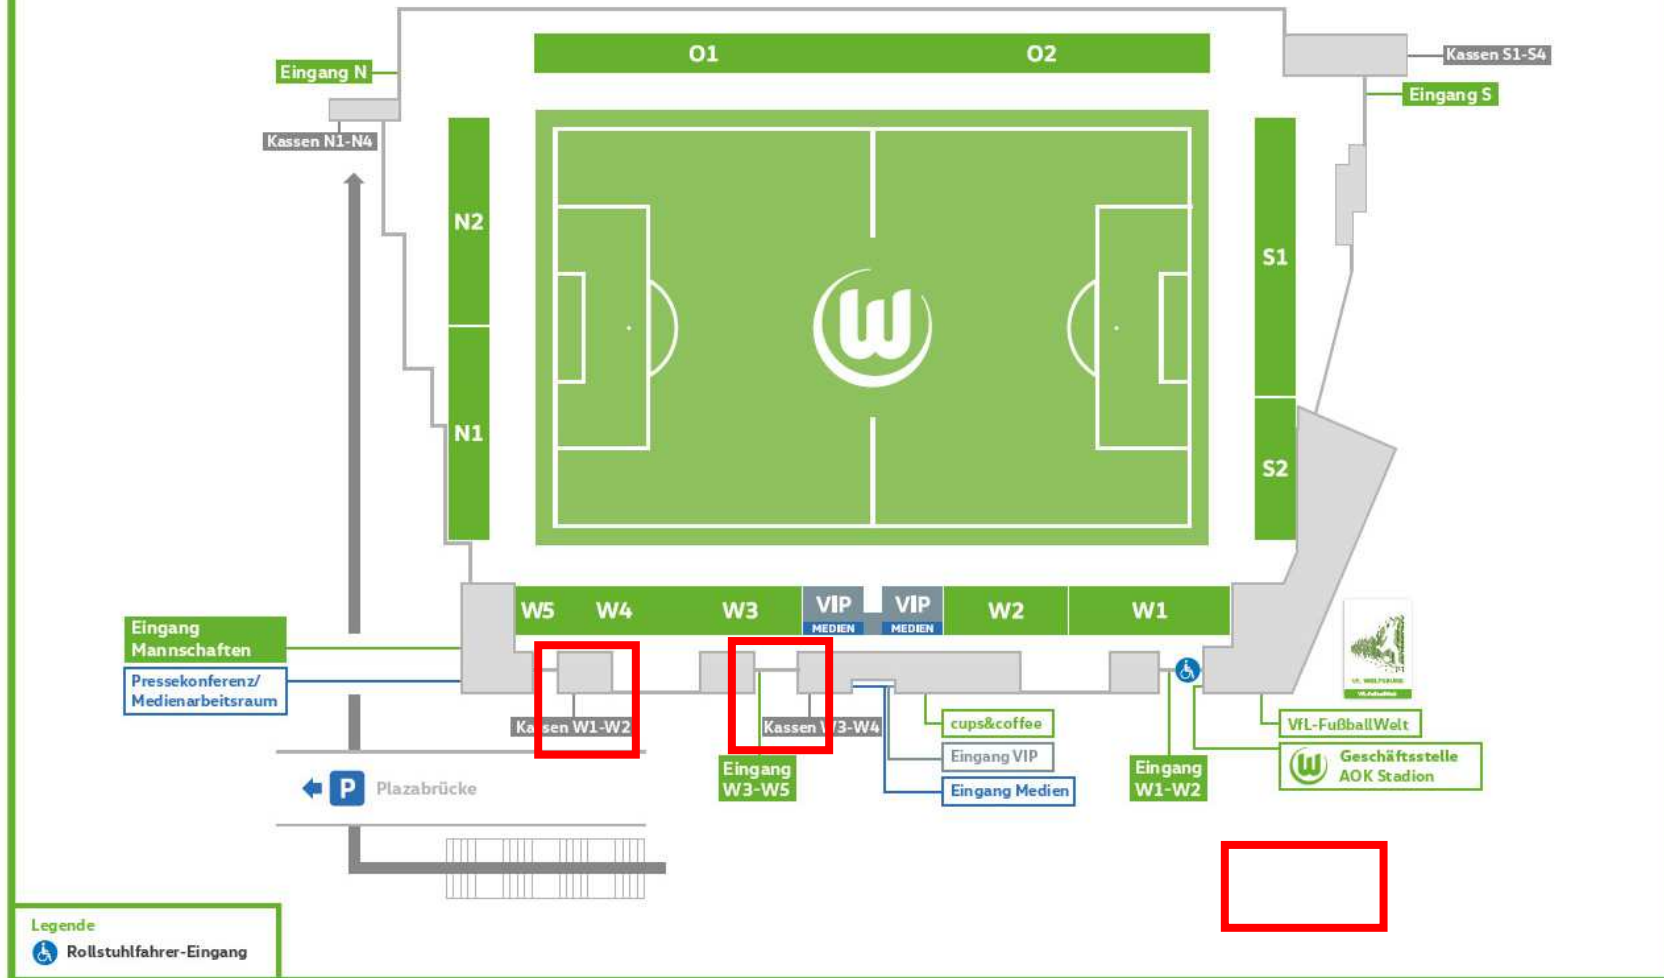 O1
O2
Kassen S1-S4
Eingang N
Eingang S
Kassen N1-N4
N2
S1
N1
S2
W5
W4
W3
VIP
MEDIEN
VIP
MEDIEN
W2
W1
Eingang
Mannschaften
Pressekonferenz/
Medienarbeitsraum
Kassen W1-W2
Kassen W3-W4
cups&coffee
VfL-FußballWelt
Eingang VIP
Geschäftsstelle
AOK Stadion
Eingang
W3-W5
Eingang
W1-W2
Eingang Medien
P
Plazabrücke
Legende
Rollstuhlfahrer-Eingang